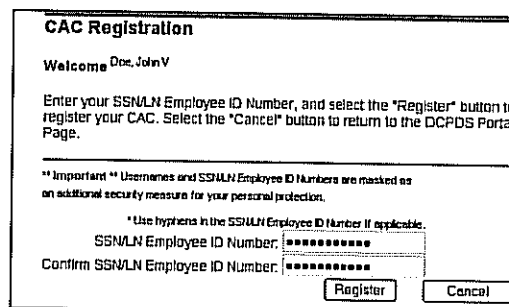 CAC Registration
Welcome Doe, John V
Enter your SSN/LN Employee ID Number, and select the "Register" button to
register your CAC. Select the "Cancel" button to return to the DCPDS Porta
Page.
** Important ** Usernames and SSN/LN Employee ID Numbers are masked as
an additional security measure for your personal protection.
* Use hyphens in the SSN/LN Employee ID Number if applicable.
SSN/LN Employee ID Number:
Confirm SSN/LN Employee ID Number:
Register Cancel